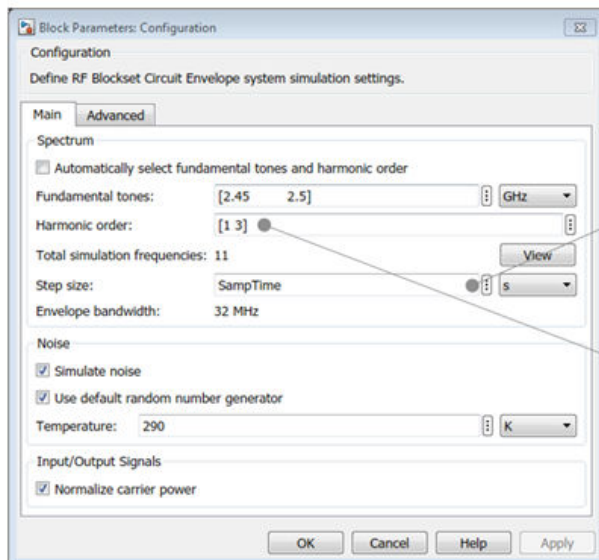 Block Parameters: Configuration
Configuration
Define RF Blockset Circuit Envelope system simulation settings.
Main Advanced
Spectrum
Automatically select fundamental tones and harmonic order
Fundamental tones: [2.45 2.5] GHz
Harmonic order: [1 3]
Total simulation frequencies: 11 View
Step size: SampTime s
Envelope bandwidth: 32 MHz
Noise
Simulate noise
Use default random number generator
Temperature: 290 K
Input/Output Signals
Normalize carrier power
OK Cancel Help Apply